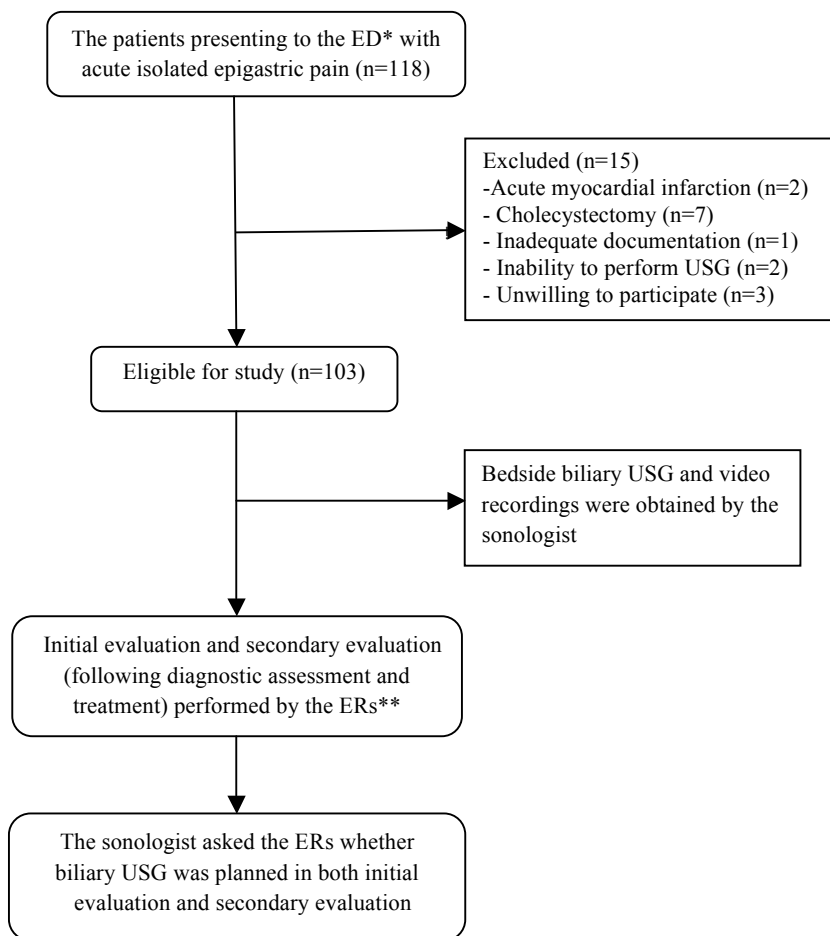 The patients presenting to the ED* with
acute isolated epigastric pain (n=118)
Excluded (n=15)
-Acute myocardial infarction (n=2)
- Cholecystectomy (n=7)
- Inadequate documentation (n=1)
- Inability to perform USG (n=2)
- Unwilling to participate (n=3)
Eligible for study (n=103)
Bedside biliary USG and video
recordings were obtained by the
sonologist
Initial evaluation and secondary evaluation
(following diagnostic assessment and
treatment) performed by the ERs**
The sonologist asked the ERs whether
biliary USG was planned in both initial
evaluation and secondary evaluation